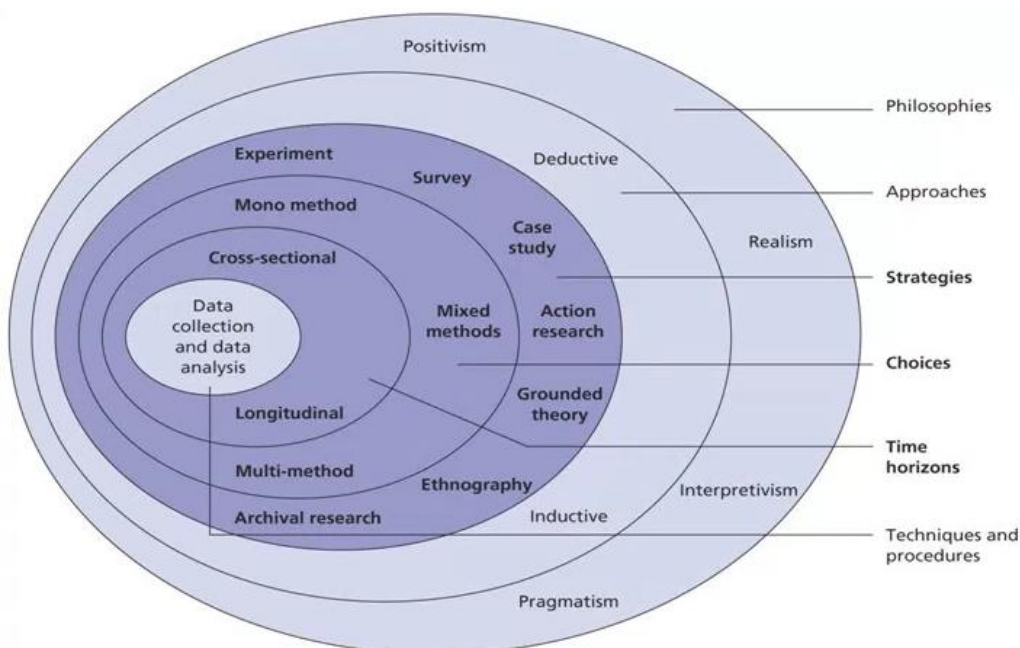 Positivism
Philosophies
Experiment
Deductive
Survey
Approaches
Mono method
Case
study
Realism
Cross-sectional
Strategies
Data
collection
and data
analysis
Mixed
methods
Action
research
Choices
Grounded
theory
Longitudinal
Time
horizons
Multi-method
Ethnography
Interpretivism
Archival research
Inductive
Techniques and
procedures
Pragmatism